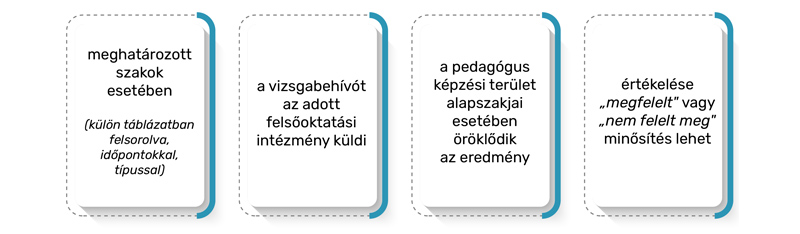 meghatározott
szakok
esetében
(külön táblázatban
felsorolva,
időpontokkal,
típussal)
a vizsgabehívót
az adott
felsőoktatási
intézmény küldi
a pedagógus
képzési terület
alapszakjai
esetében
öröklődik
az eredmény
értékelése
„megfelelt" vagy
„nem felelt meg"
minősítés lehet